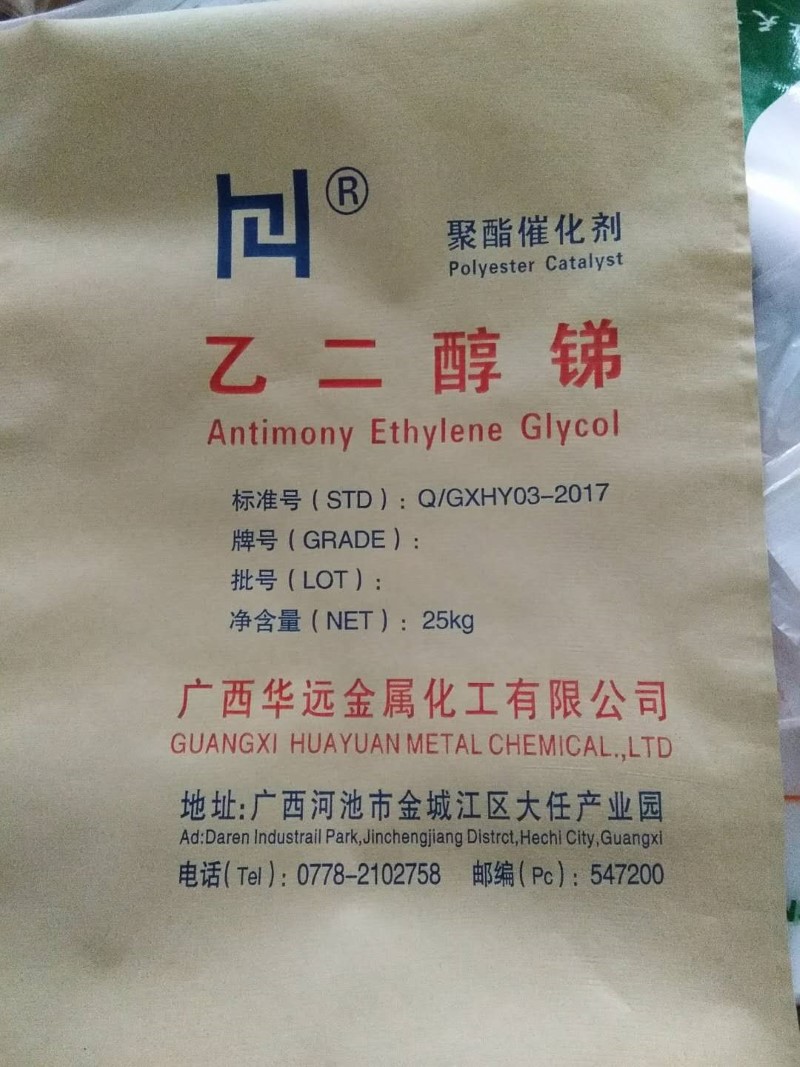 ®
聚酯催化剂
Polyester Catalyst
乙二醇锑
Antimony Ethylene Glycol
标准号(STD): Q/GXHY03-2017
牌号(GRADE):
批号(LOT):
净含量(NET): 25kg
广西华远金属化工有限公司
GUANGXI HUAYUAN METAL CHEMICAL.,LTD
地址:广西河池市金城江区大任产业园
Ad:Daren Industrail Park,Jinchengjiang Distrct,Hechi City,Guangxi
电话(Tel): 0778-2102758 邮编(Pc): 547200